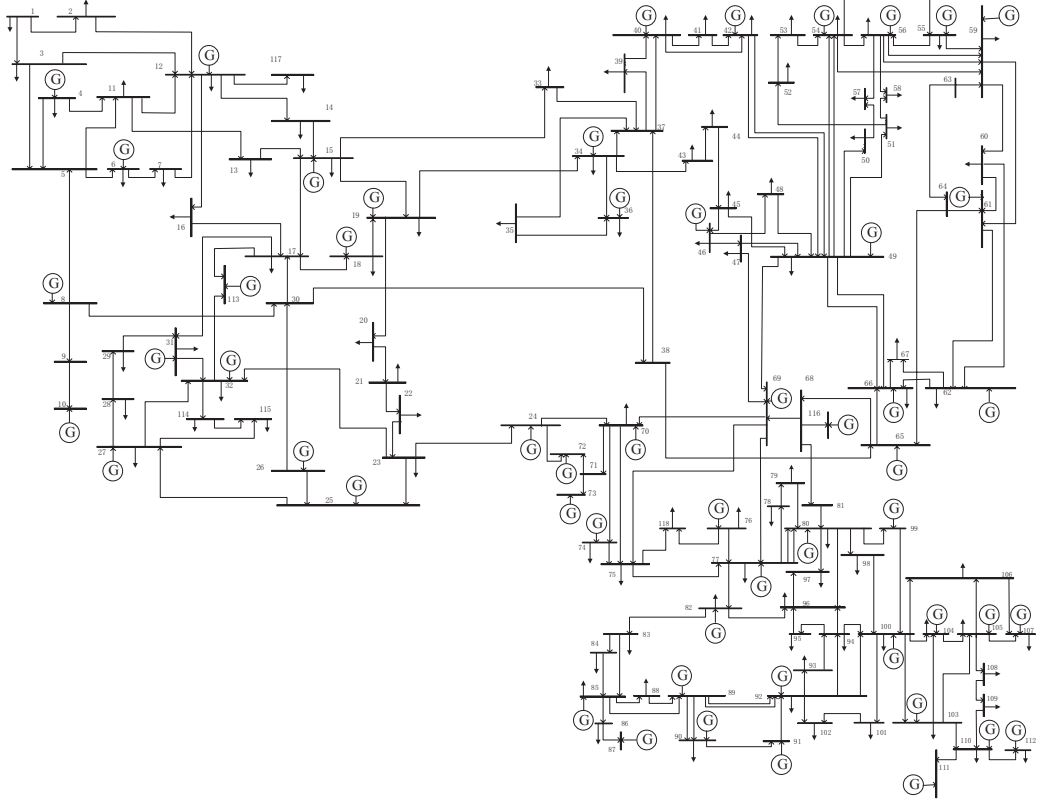 1 2 G G G G G
40 41 42 53 54 56 55 59
3 12 G 117 39
G 4 11 33 63
57 58
52
14 37 44 60
G 15 G 34 43 51
5 6 G 7 13 50
G
16 19 G G 36 45 48 64 G 61
35 G
G 18 46 47 G 49
17
G 113 G
8 30
20
31 38
9 29 G G 67
32 21 69 68 66 62
10 28 22 G G G
G 114 115 24 70 116 G
27 G 26 G 23 G 72 G 65
G 25 71 G
73 79
G 78 81
G 118 G 76 80 G 99
74 G
75 77 98
G 97 106
82 96
G 83 95 94 100 G 104 G 105 G 107
84 G
93 108
85 88 G 89 G 92
G 86 G G 109
87 G 90 102 101 103 G G
91 110 112
G 111
G